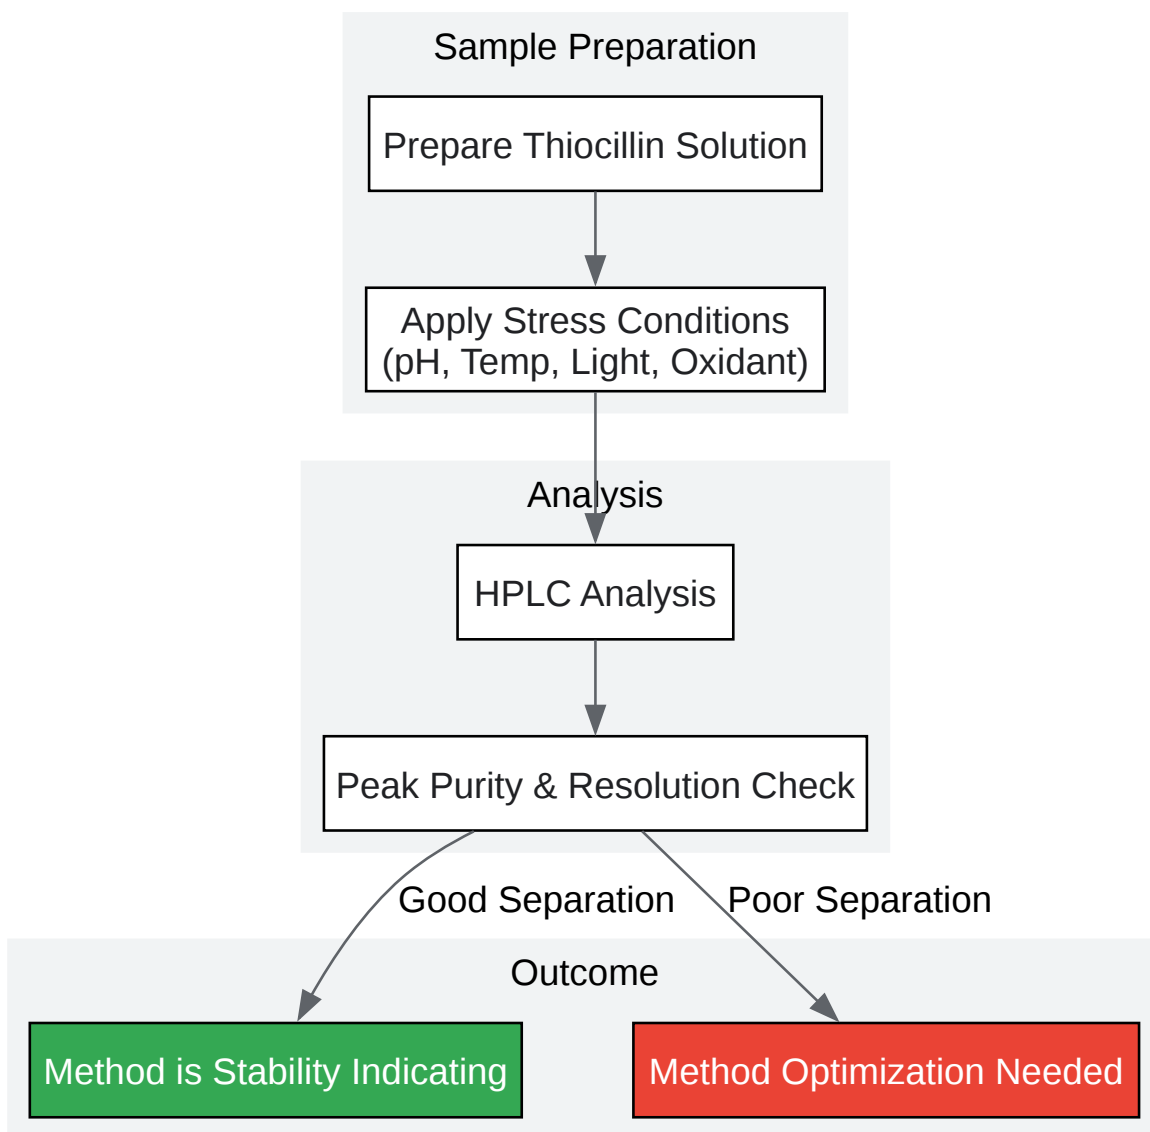 Sample Preparation
Prepare Thiocillin Solution
Apply Stress Conditions
(pH, Temp, Light, Oxidant)
Analysis
HPLC Analysis
Peak Purity & Resolution Check
Good Separation
Poor Separation
Outcome
Method is Stability Indicating
Method Optimization Needed